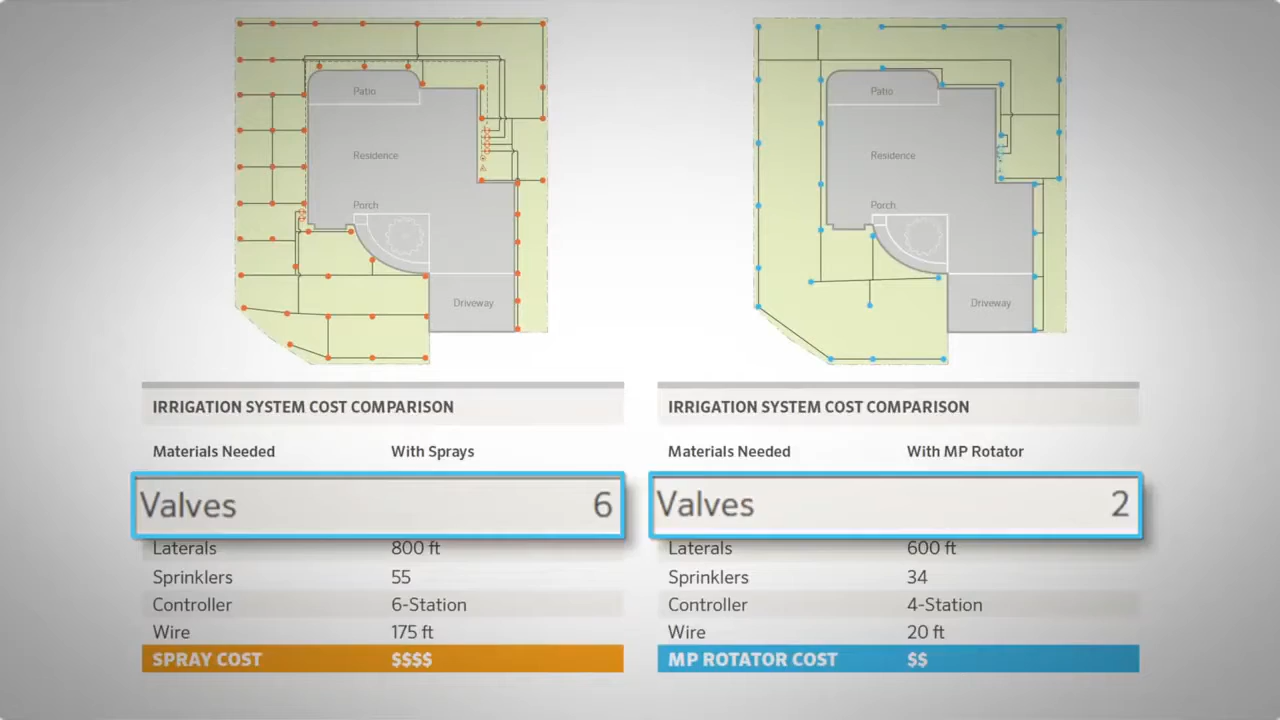 Patio
Residence
Porch
Driveway
Patio
Residence
Porch
Driveway
IRRIGATION SYSTEM COST COMPARISON
Materials Needed With Sprays
Valves 6
Laterals 800 ft
Sprinklers 55
Controller 6-Station
Wire 175 ft
SPRAY COST $$$$
IRRIGATION SYSTEM COST COMPARISON
Materials Needed With MP Rotator
Valves 2
Laterals 600 ft
Sprinklers 34
Controller 4-Station
Wire 20 ft
MP ROTATOR COST $$